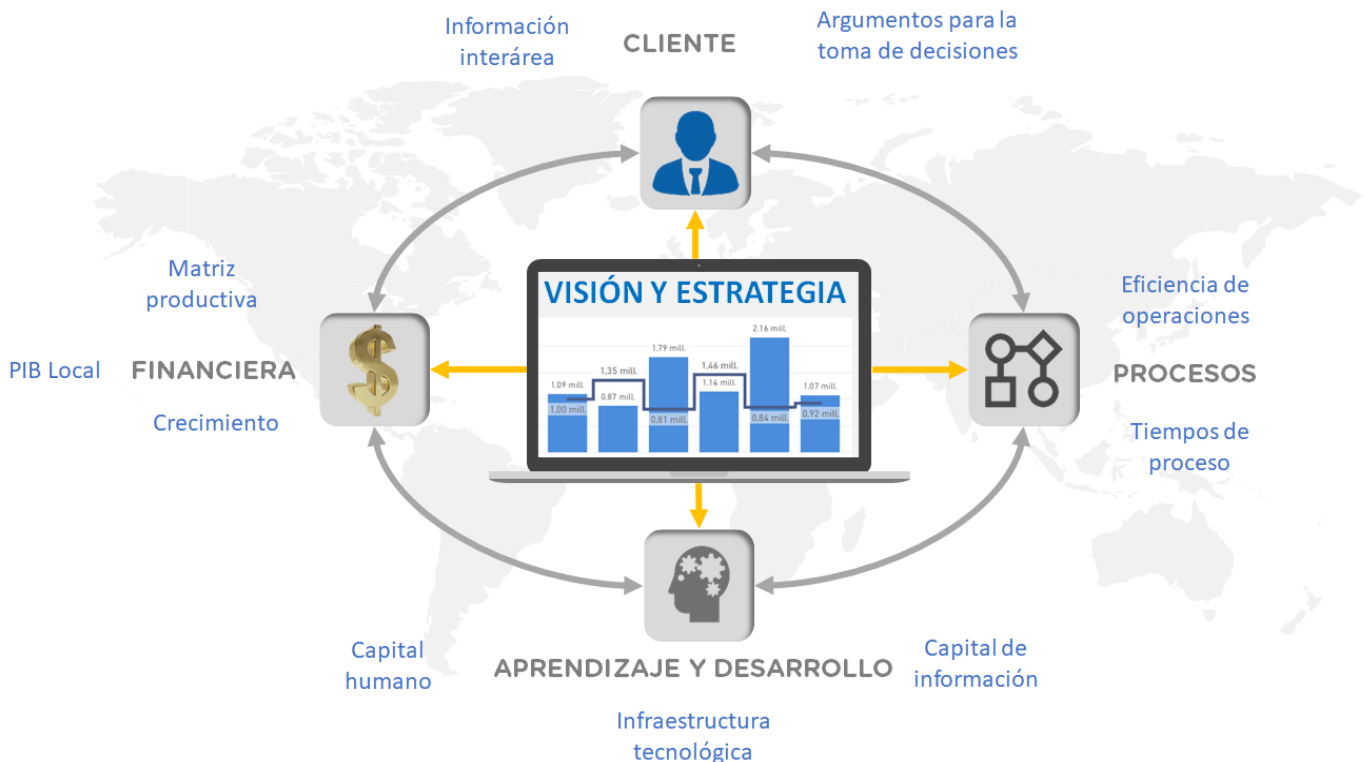 Información
interárea
CLIENTE
Argumentos para la
toma de decisiones
Matriz
productiva
PIB Local
FINANCIERA
Crecimiento
VISIÓN Y ESTRATEGIA
1,09 mill.
1,00 mill.
1,35 mill.
0,87 mill.
1,79 mill.
0,81 mill.
1,46 mill.
1,14 mill.
2,16 mill.
0,84 mill.
1,07 mill.
0,92 mill.
Eficiencia de
operaciones
PROCESOS
Tiempos de
proceso
Capital
humano
APRENDIZAJE Y DESARROLLO
Capital de
información
Infraestructura
tecnológica